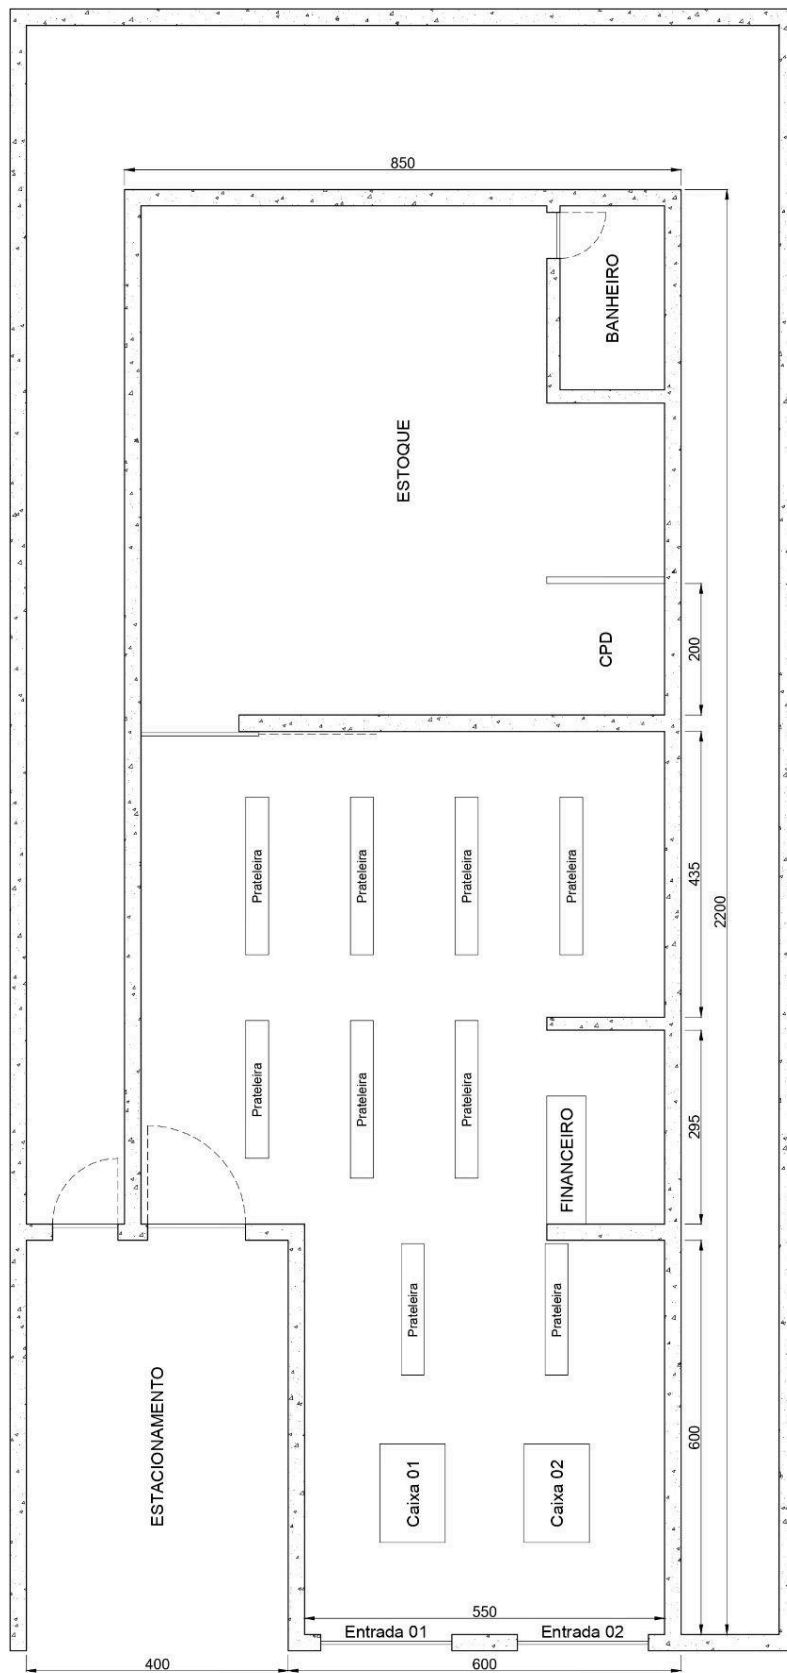 850
BANHEIRO
ESTOQUE
CPD
200
Prateleira
Prateleira
Prateleira
Prateleira
435
2200
Prateleira
Prateleira
Prateleira
FINANCEIRO
295
Prateleira
Prateleira
ESTACIONAMENTO
600
Caixa 01
Caixa 02
550
Entrada 01
Entrada 02
400
600